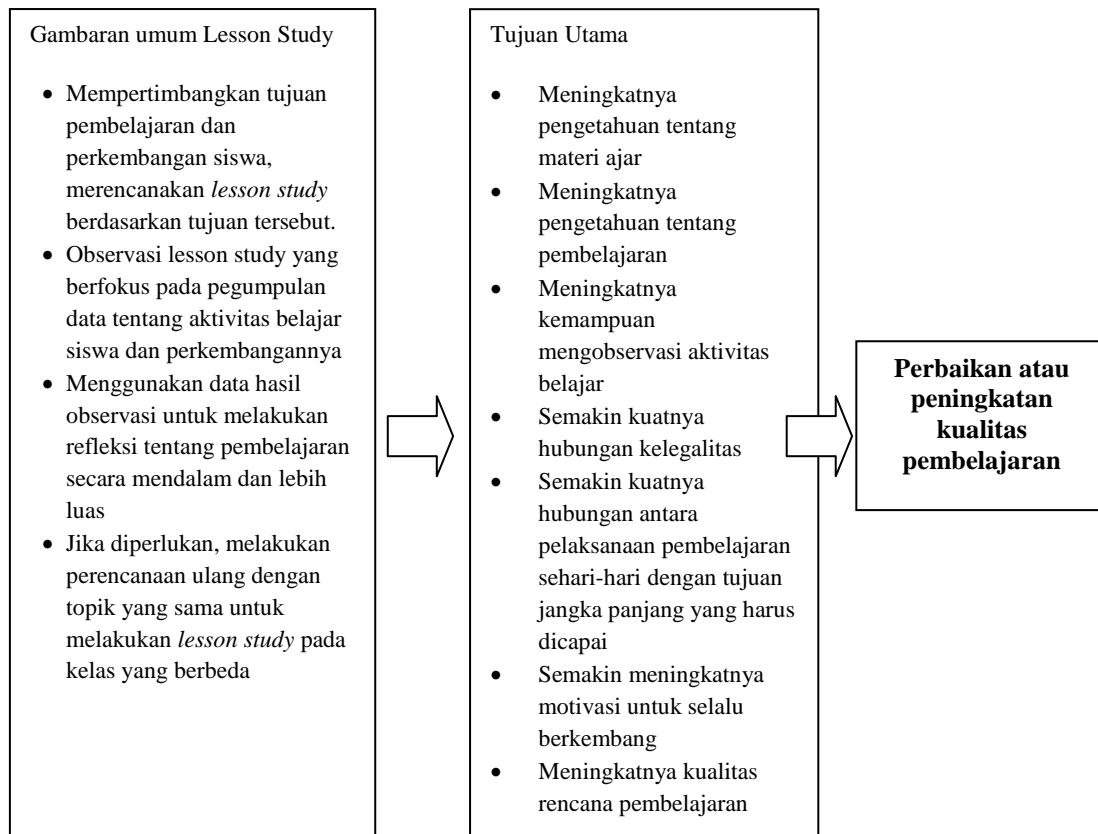 Gambaran umum Lesson Study
• Mempertimbangkan tujuan
pembelajaran dan
perkembangan siswa,
merencanakan lesson study
berdasarkan tujuan tersebut.
• Observasi lesson study yang
berfokus pada pegumpulan
data tentang aktivitas belajar
siswa dan perkembangannya
• Menggunakan data hasil
observasi untuk melakukan
refleksi tentang pembelajaran
secara mendalam dan lebih
luas
• Jika diperlukan, melakukan
perencanaan ulang dengan
topik yang sama untuk
melakukan lesson study pada
kelas yang berbeda
Tujuan Utama
• Meningkatnya
pengetahuan tentang
materi ajar
• Meningkatnya
pengetahuan tentang
pembelajaran
• Meningkatnya
kemampuan
mengobservasi aktivitas
belajar
• Semakin kuatnya
hubungan kelegalitas
• Semakin kuatnya
hubungan antara
pelaksanaan pembelajaran
sehari-hari dengan tujuan
jangka panjang yang harus
dicapai
• Semakin meningkatnya
motivasi untuk selalu
berkembang
• Meningkatnya kualitas
rencana pembelajaran
Perbaikan atau
peningkatan
kualitas
pembelajaran